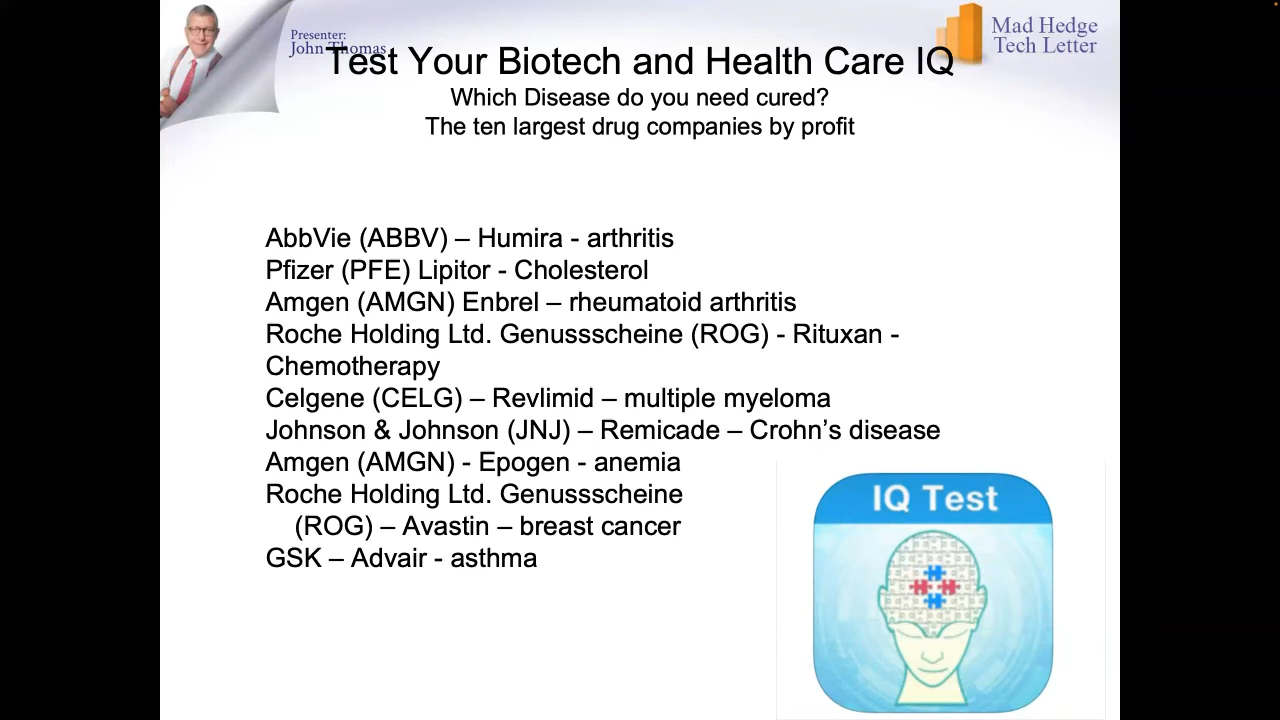 Presenter:
John Thomas
Mad Hedge
Tech Letter
Test Your Biotech and Health Care IQ
Which Disease do you need cured?
The ten largest drug companies by profit
AbbVie (ABBV) – Humira - arthritis
Pfizer (PFE) Lipitor - Cholesterol
Amgen (AMGN) Enbrel – rheumatoid arthritis
Roche Holding Ltd. Genussscheine (ROG) - Rituxan -
Chemotherapy
Celgene (CELG) – Revlimid – multiple myeloma
Johnson & Johnson (JNJ) – Remicade – Crohn’s disease
Amgen (AMGN) - Epogen - anemia
Roche Holding Ltd. Genussscheine
(ROG) – Avastin – breast cancer
GSK – Advair - asthma
IQ Test